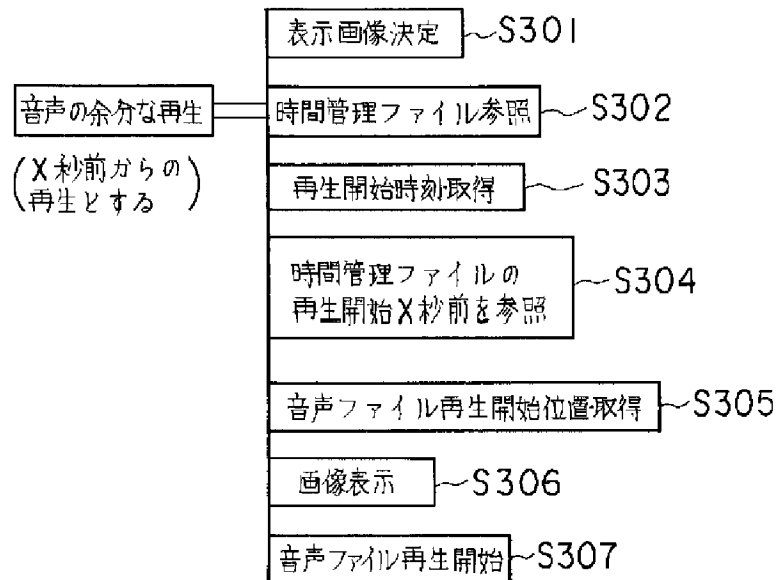 表示画像決定 S301
音声の余分な再生
時間管理ファイル参照 S302
(X秒前からの
再生とする)
再生開始時刻取得 S303
時間管理ファイルの
再生開始X秒前を参照 S304
音声ファイル再生開始位置取得 S305
画像表示 S306
音声ファイル再生開始 S307